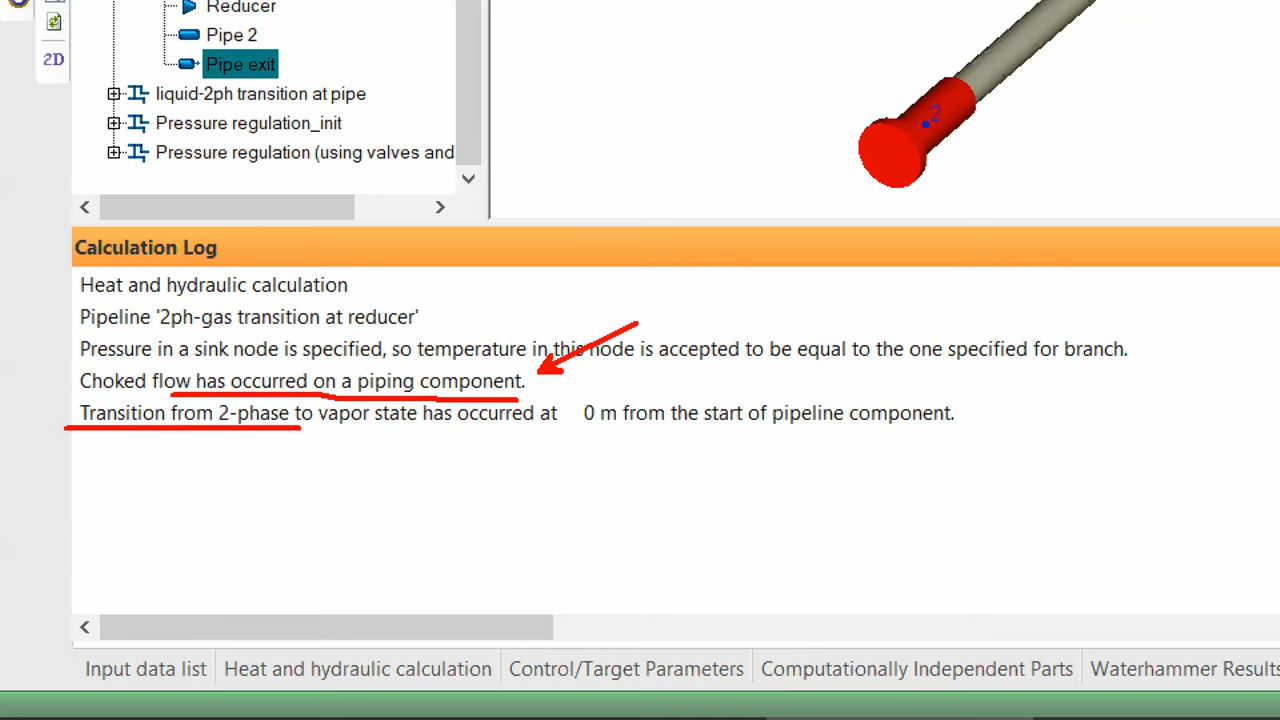 Reducer
2D
Pipe 2
Pipe exit
liquid-2ph transition at pipe
Pressure regulation_init
Pressure regulation (using valves and
2
Calculation Log
Heat and hydraulic calculation
Pipeline '2ph-gas transition at reducer'
Pressure in a sink node is specified, so temperature in this node is accepted to be equal to the one specified for branch.
Choked flow has occurred on a piping component.
Transition from 2-phase to vapor state has occurred at 0 m from the start of pipeline component.
Input data list Heat and hydraulic calculation Control/Target Parameters Computationally Independent Parts Waterhammer Results